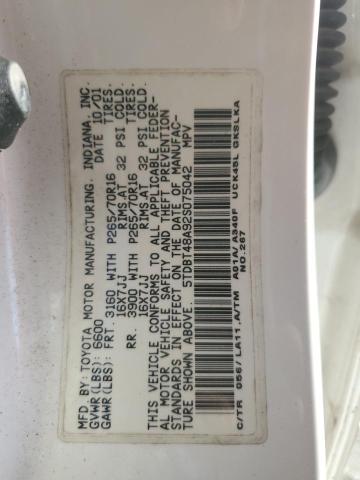 MFD. BY: TOYOTA MOTOR MANUFACTURING, INDIANA, INC.
GVWR(LBS): 6600 DATE 10/01
GAWR(LBS): FRT. 3160 WITH P265/70R16 TIRES.
16X7JJ RIMS.AT 32 PSI COLD.
RR. 3900 WITH P265/70R16 TIRES.
16X7JJ RIMS.AT 32 PSI COLD.
THIS VEHICLE CONFORMS TO ALL APPLICABLE FEDER-
AL MOTOR VEHICLE SAFETY AND THEFT PREVENTION
STANDARDS IN EFFECT ON THE DATE OF MANUFAC-
TURE SHOWN ABOVE. 5TDBT48A92S075042 MPV
C/TR 056/ LA11,A/TM A01A/ A340F UCK45L GKSLKA
NO.267